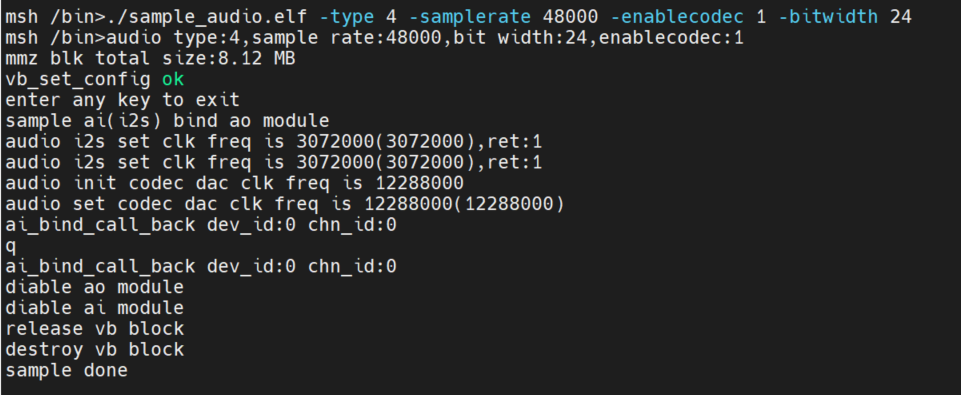 msh /bin>./sample_audio.elf -type 4 -samplerate 48000 -enablecodec 1 -bitwidth 24
msh /bin>audio type:4,sample rate:48000,bit width:24,enablecodec:1
mmz blk total size:8.12 MB
vb_set_config ok
enter any key to exit
sample ai(i2s) bind ao module
audio i2s set clk freq is 3072000(3072000),ret:1
audio i2s set clk freq is 3072000(3072000),ret:1
audio init codec dac clk freq is 12288000
audio set codec dac clk freq is 12288000(12288000)
ai_bind_call_back dev_id:0 chn_id:0
q
ai_bind_call_back dev_id:0 chn_id:0
diable ao module
diable ai module
release vb block
destroy vb block
sample done